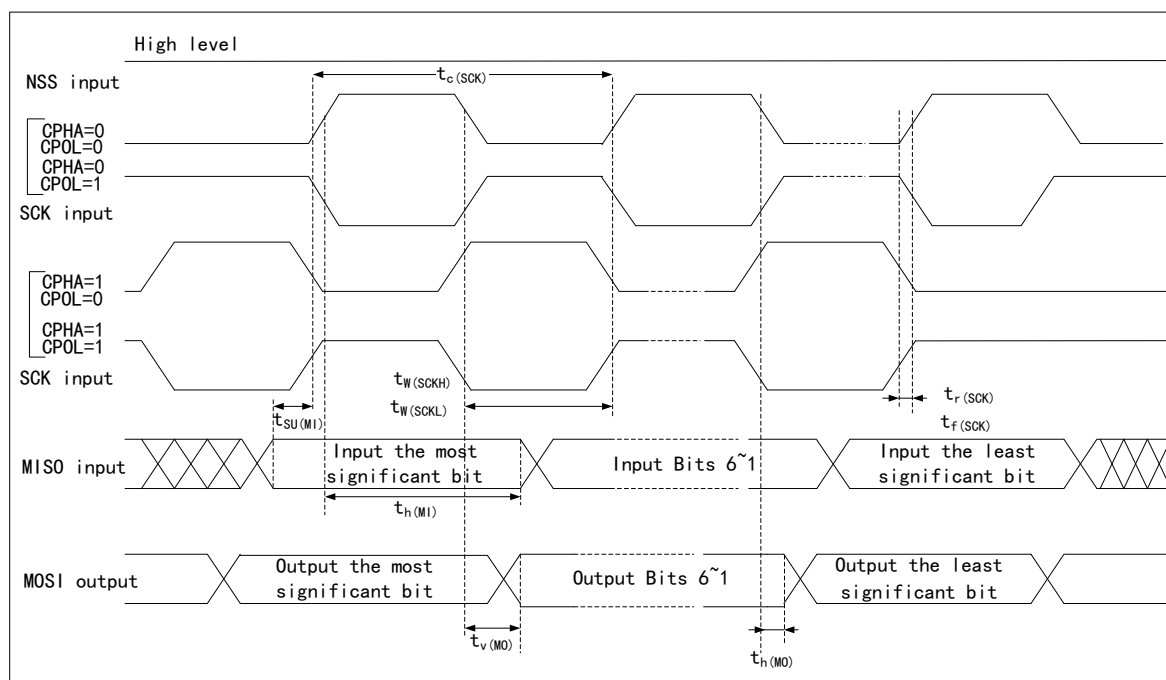 High level
NSS input
t_c(SCK)
CPHA=0
CPOL=0
CPHA=0
CPOL=1
SCK input
CPHA=1
CPOL=0
CPHA=1
CPOL=1
SCK input
t_W(SCKH)
t_W(SCKL)
t_r(SCK)
t_f(SCK)
t_SU(MI)
MISO input
Input the most
significant bit
Input Bits 6~1
Input the least
significant bit
t_h(MI)
MOSI output
Output the most
significant bit
Output Bits 6~1
Output the least
significant bit
t_v(MO)
t_h(MO)